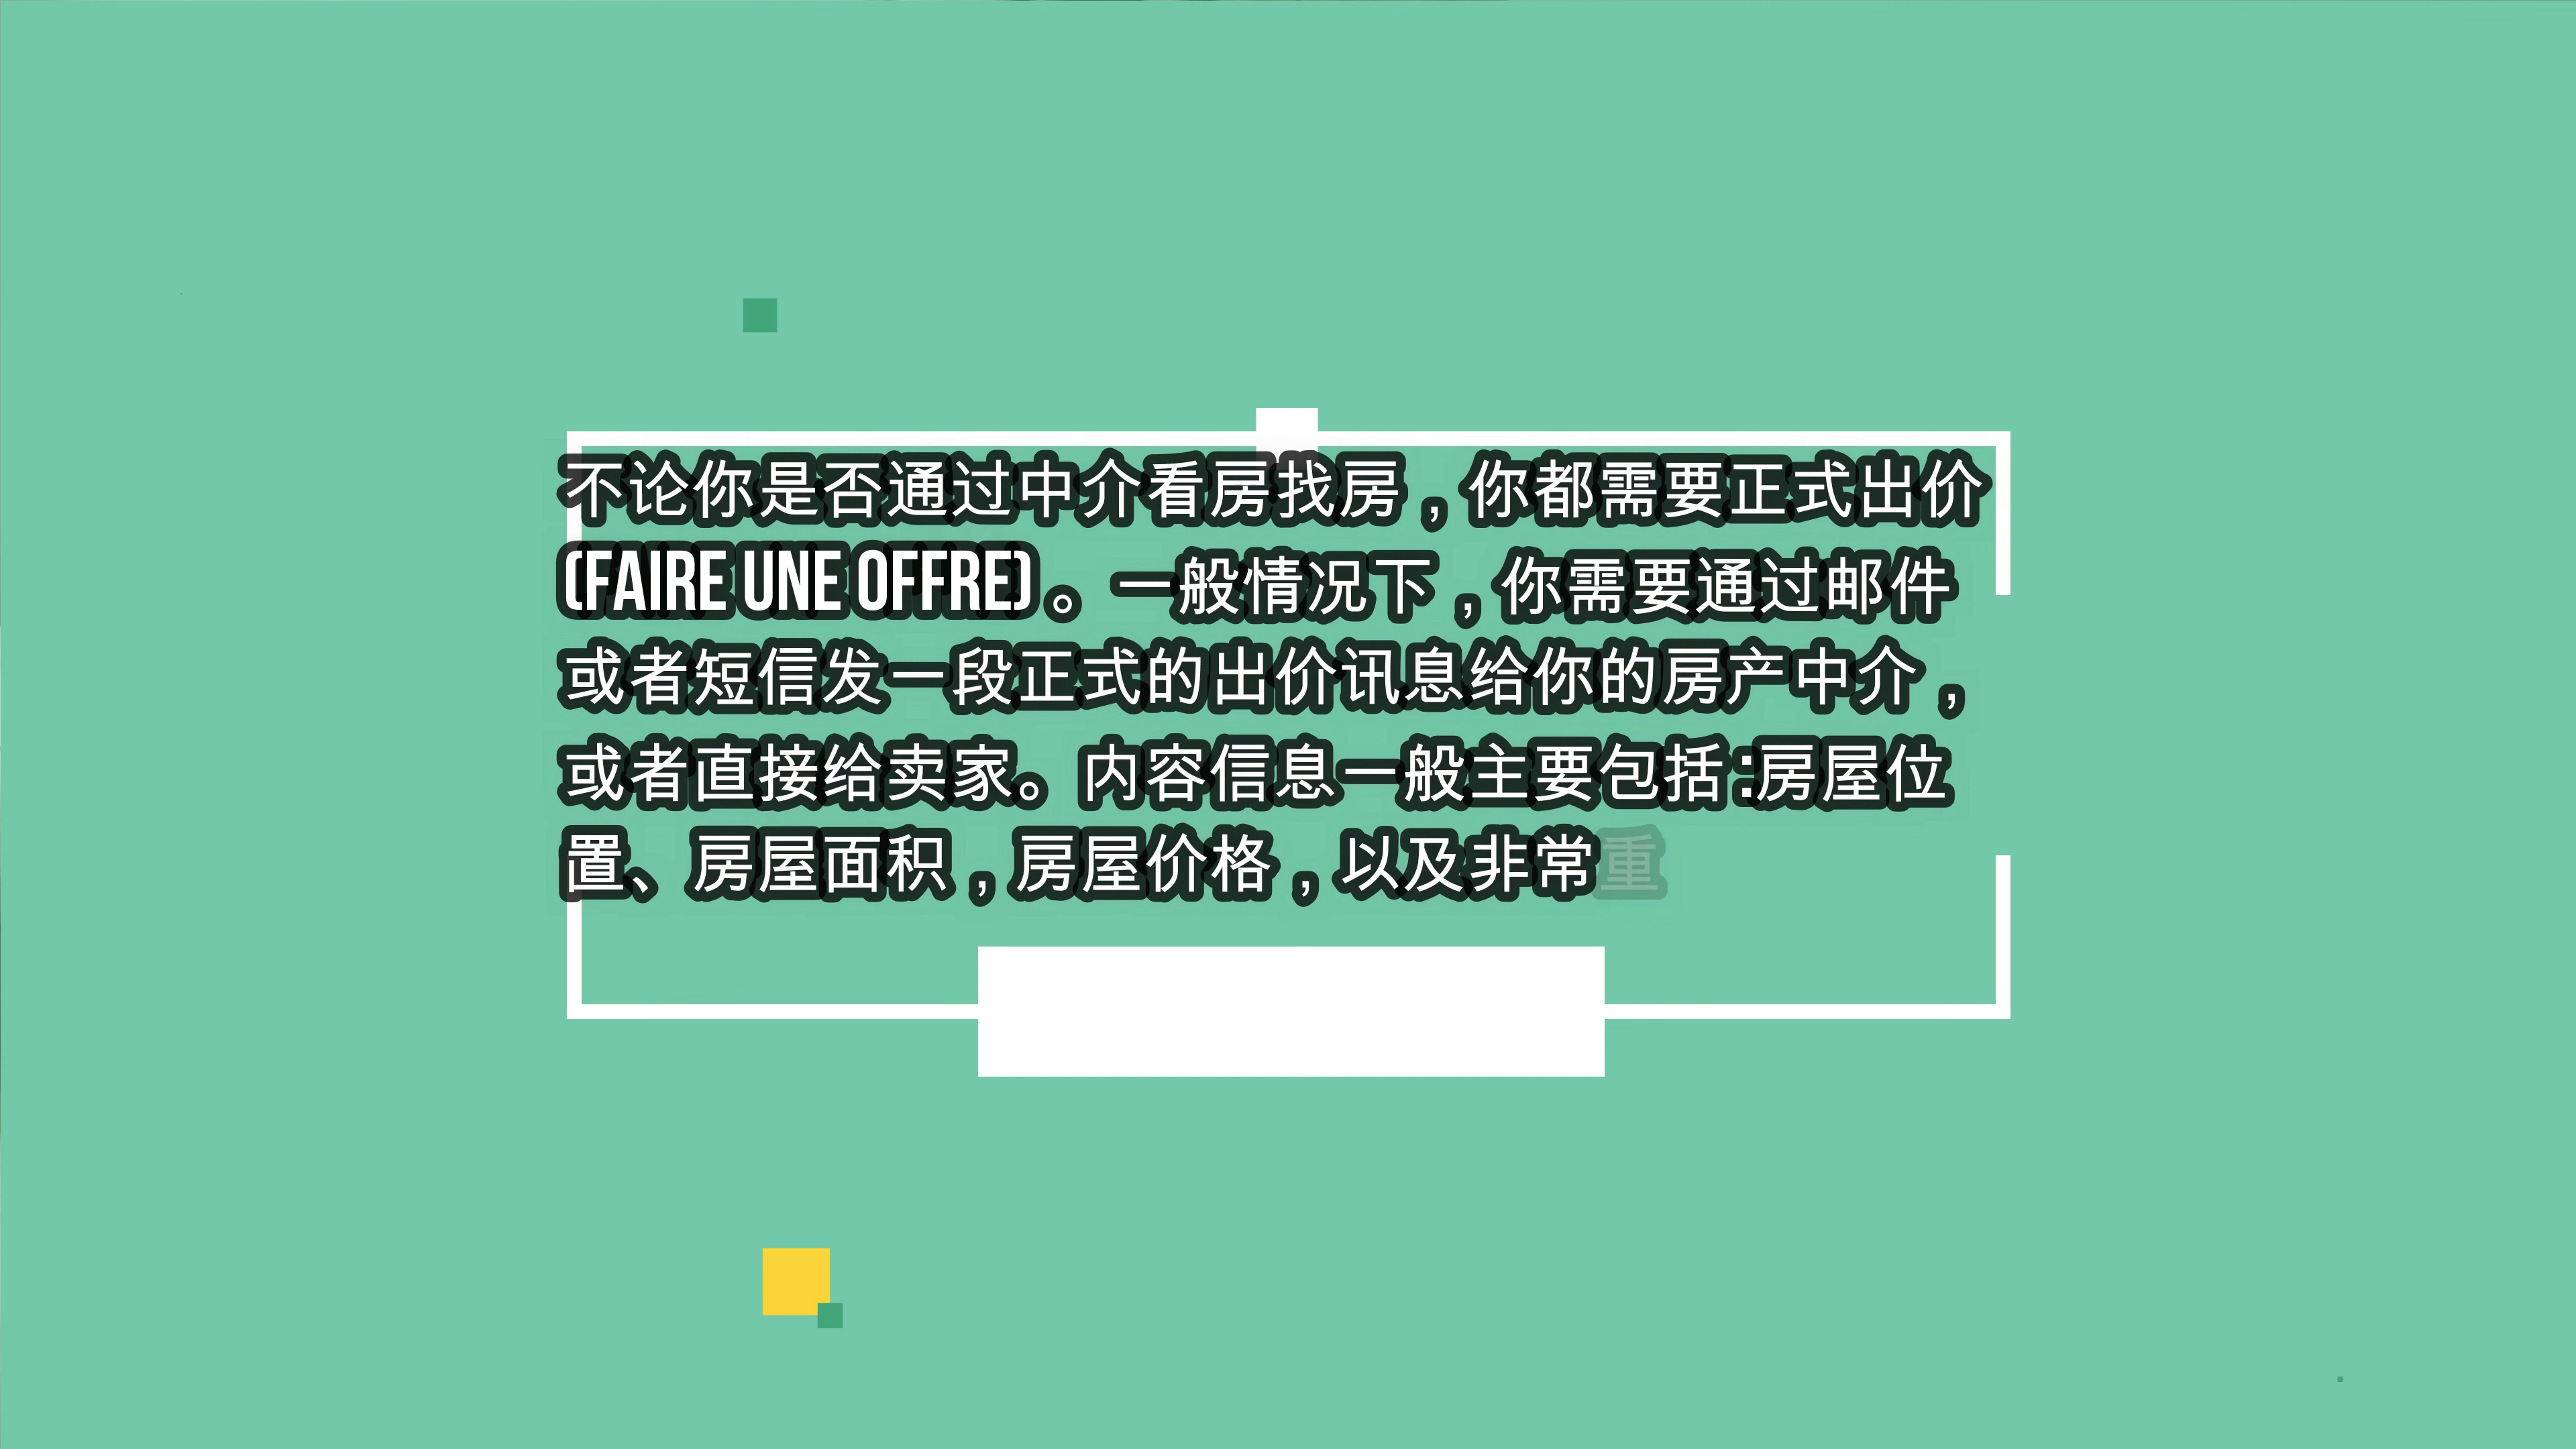 不论你是否通过中介看房找房，你都需要正式出价
(FAIRE UNE OFFRE)。一般情况下，你需要通过邮件
或者短信发一段正式的出价讯息给你的房产中介，
或者直接给卖家。内容信息一般主要包括:房屋位
置、房屋面积，房屋价格，以及非常重